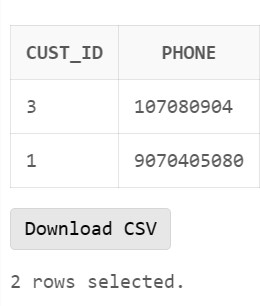 CUST_ID PHONE
3 107080904
1 9070405080
Download CSV
2 rows selected.